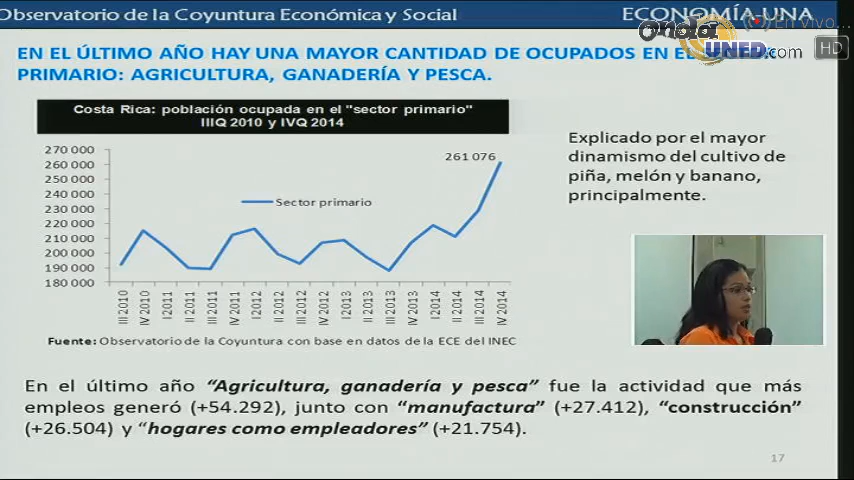 Observatorio de la Coyuntura Económica y Social
ECONOMÍA-UNA
En vivo...
onda
UNED.com
HD
EN EL ÚLTIMO AÑO HAY UNA MAYOR CANTIDAD DE OCUPADOS EN EL
PRIMARIO: AGRICULTURA, GANADERÍA Y PESCA.
Costa Rica: población ocupada en el "sector primario"
IIIQ 2010 y IVQ 2014
270 000
260 000
250 000
240 000
230 000
220 000
210 000
200 000
190 000
180 000
261 076
Sector primario
III 2010
IV 2010
I 2011
II 2011
III 2011
IV 2011
I 2012
II 2012
III 2012
IV 2012
I 2013
II 2013
III 2013
IV 2013
I 2014
II 2014
III 2014
IV 2014
Fuente: Observatorio de la Coyuntura con base en datos de la ECE del INEC
Explicado por el mayor
dinamismo del cultivo de
piña, melón y banano,
principalmente.
En el último año “Agricultura, ganadería y pesca” fue la actividad que más
empleos generó (+54.292), junto con “manufactura” (+27.412), “construcción”
(+26.504) y “hogares como empleadores” (+21.754).
17